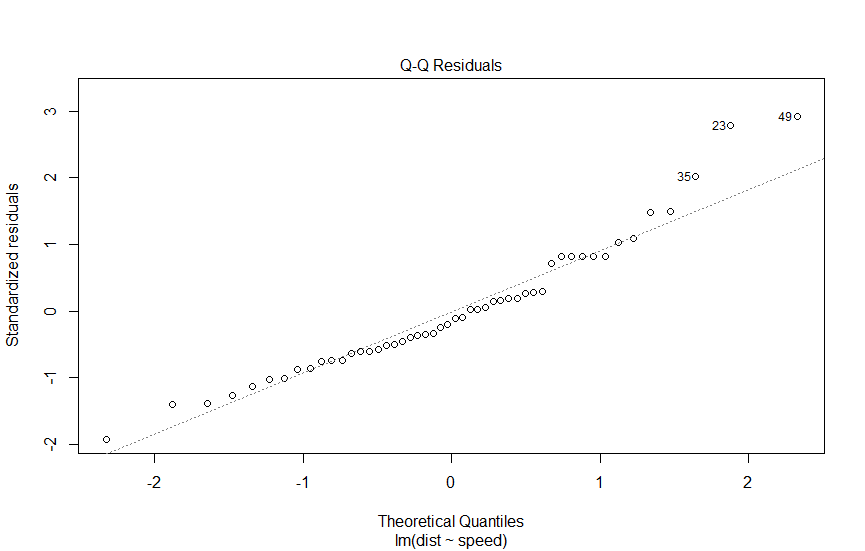 Q-Q Residuals
3
2
1
0
-1
-2
Standardized residuals
49
23
35
-2 -1 0 1 2
Theoretical Quantiles
lm(dist ~ speed)